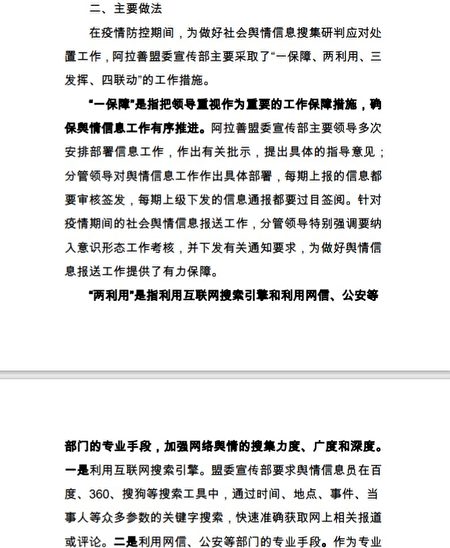 二、主要做法
在疫情防控期间，为做好社会舆情信息搜集研判应对处
置工作，阿拉善盟委宣传部主要采取了“一保障、两利用、三
发挥、四联动”的工作措施。
“一保障”是指把领导重视作为重要的工作保障措施，确
保舆情信息工作有序推进。阿拉善盟委宣传部主要领导多次
安排部署信息工作，作出有关批示，提出具体的指导意见；
分管领导对舆情信息工作作出具体部署，每期上报的信息都
要审核签发，每期上级下发的信息通报都要过目签阅。针对
疫情期间的社会舆情信息报送工作，分管领导特别强调要纳
入意识形态工作考核，并下发有关通知要求，为做好舆情信
息报送工作提供了有力保障。
“两利用”是指利用互联网搜索引擎和利用网信、公安等
部门的专业手段，加强网络舆情的搜集力度、广度和深度。
一是利用互联网搜索引擎。盟委宣传部要求舆情信息员在百
度、360、搜狗等搜索工具中，通过时间、地点、事件、当
事人等众多参数的关键字搜索，快速准确获取网上相关报道
或评论。二是利用网信、公安等部门的专业手段。作为专业